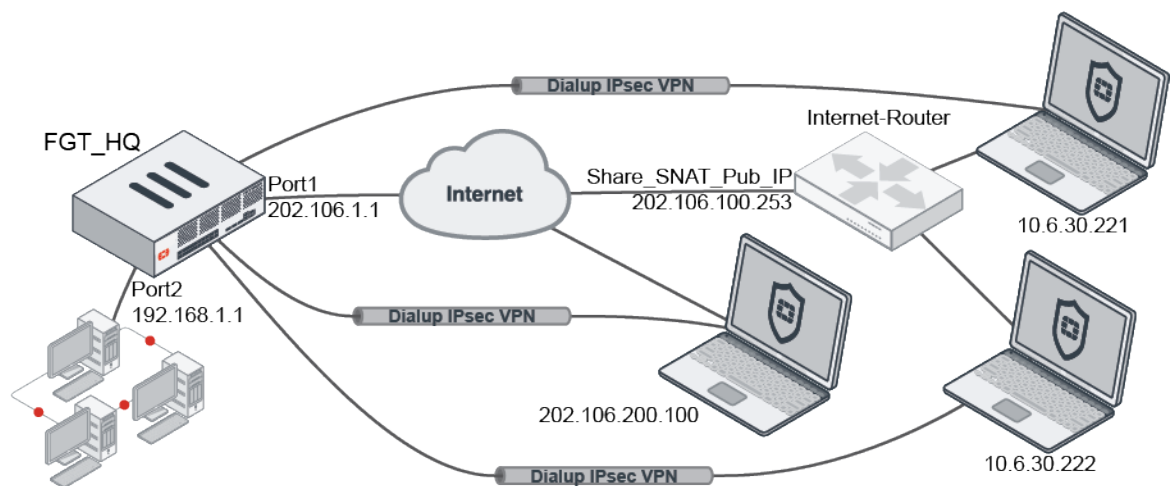 Dialup IPsec VPN
Internet-Router
FGT_HQ
Port1
202.106.1.1
Internet
Share_SNAT_Pub_IP
202.106.100.253
10.6.30.221
Port2
192.168.1.1
Dialup IPsec VPN
202.106.200.100
10.6.30.222
Dialup IPsec VPN